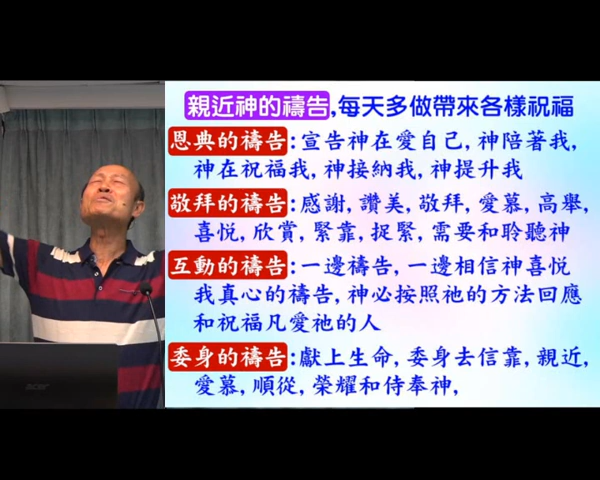 親近神的禱告,每天多做帶來各樣祝福
恩典的禱告:宣告神在愛自己,神陪著我,
神在祝福我,神接納我,神提升我
敬拜的禱告:感謝,讚美,敬拜,愛慕,高舉,
喜悅,欣賞,緊靠,捉緊,需要和聆聽神
互動的禱告:一邊禱告,一邊相信神喜悅
我真心的禱告,神必按照祂的方法回應
和祝福凡愛祂的人
委身的禱告:獻上生命,委身去信靠,親近,
愛慕,順從,榮耀和侍奉神,
acer